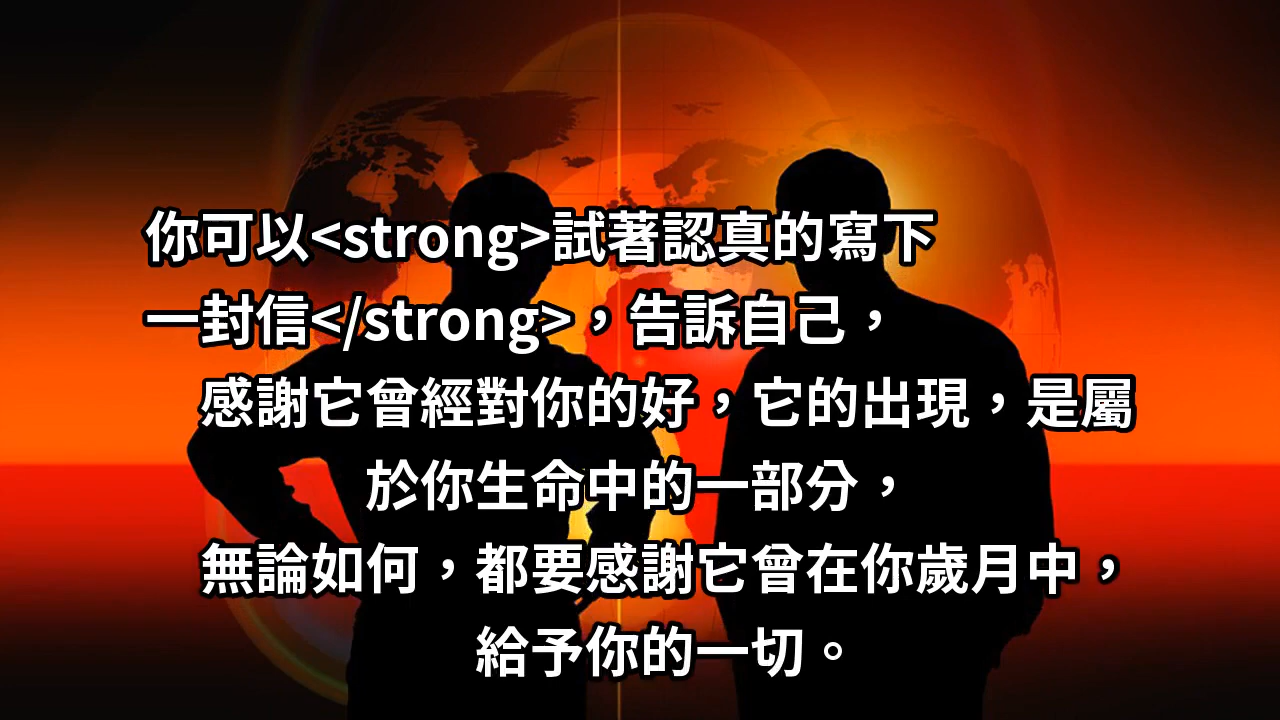 你可以<strong>試著認真的寫下
一封信</strong>，告訴自己，
感謝它曾經對你的好，它的出現，是屬
於你生命中的一部分，
無論如何，都要感謝它曾在你歲月中，
給予你的一切。